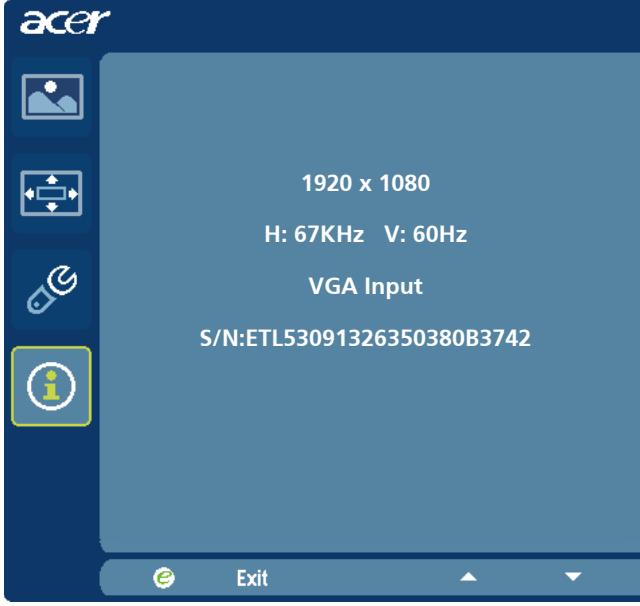 acer
1920 x 1080
H: 67KHz V: 60Hz
VGA Input
S/N:ETL53091326350380B3742
e Exit